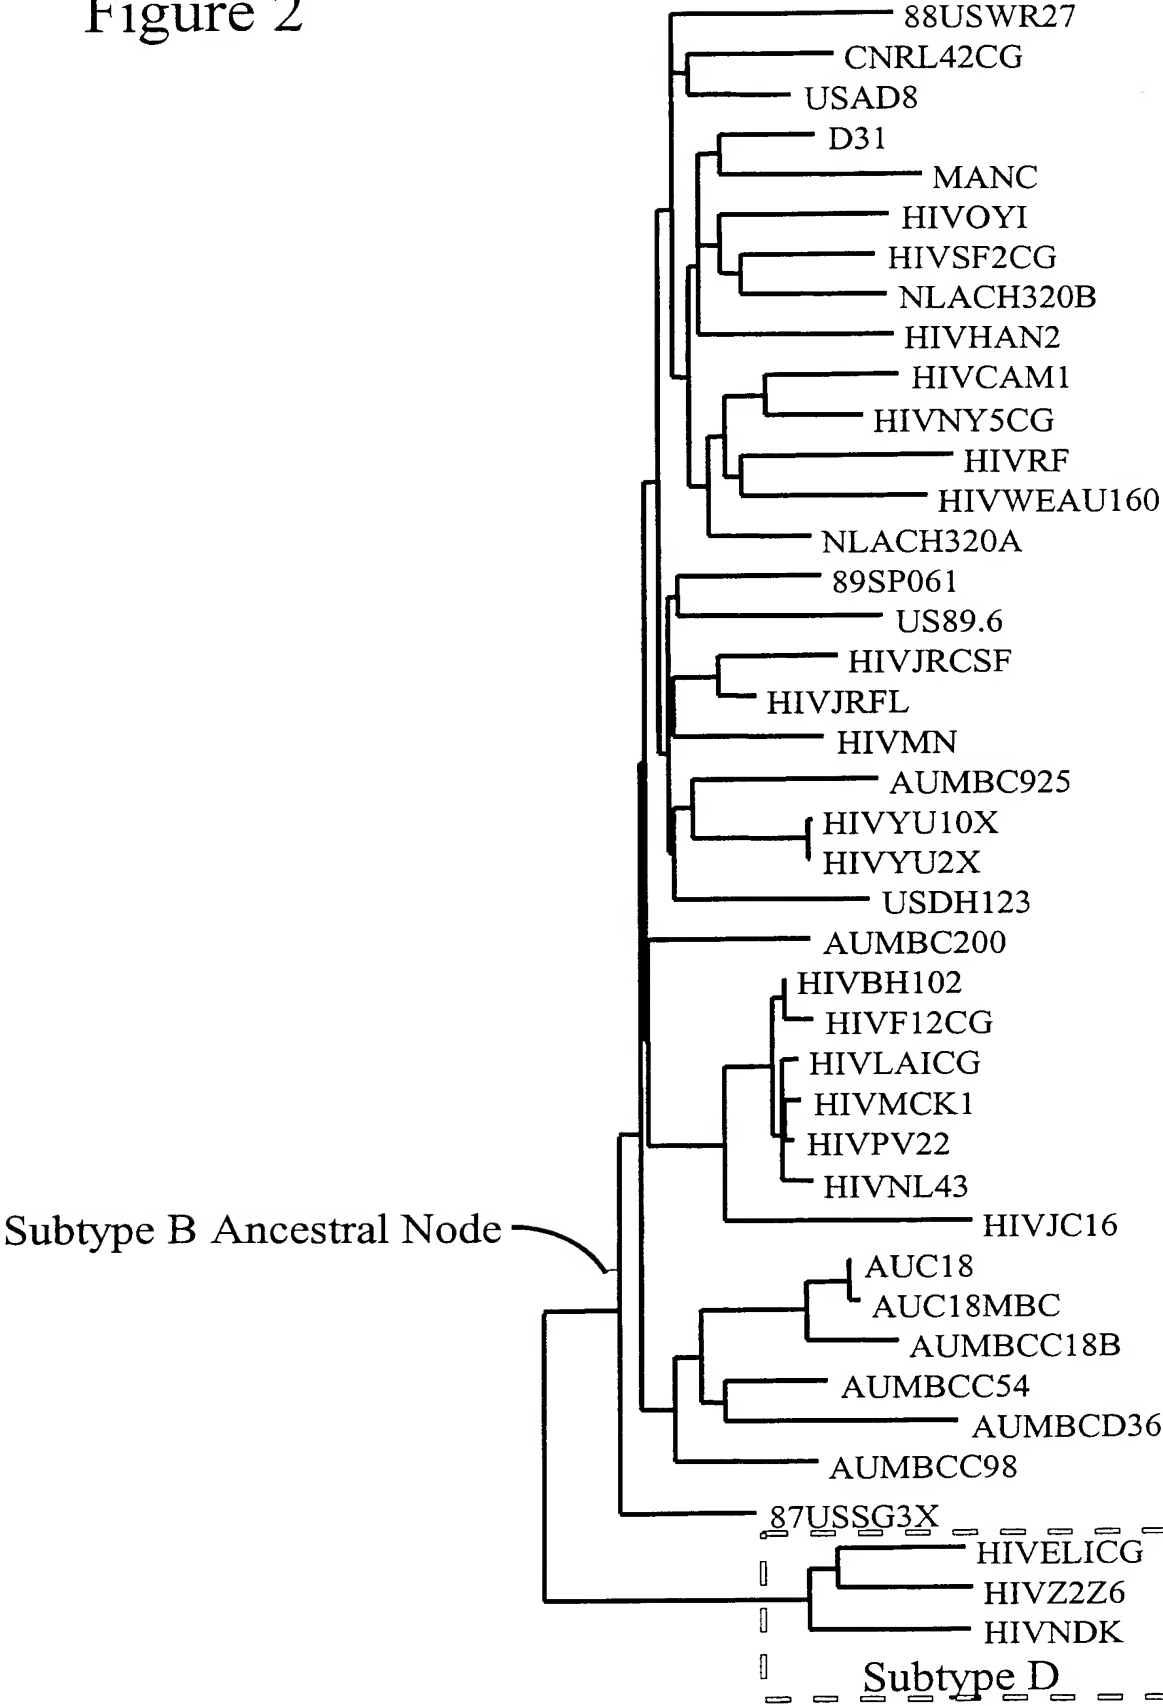 Figure 2
88USWR27
CNRL42CG
USAD8
D31
MANC
HIVOYI
HIVSF2CG
NLACH320B
HIVHAN2
HIVCAM1
HIVNY5CG
HIVRF
HIVWEAU160
NLACH320A
89SP061
US89.6
HIVJRCSF
HIVJRFL
HIVMN
AUMBC925
HIVYU10X
HIVYU2X
USDH123
AUMBC200
HIVBH102
HIVF12CG
HIVLAICG
HIVMCK1
HIVPV22
HIVNL43
HIVJC16
Subtype B Ancestral Node
AUC18
AUC18MBC
AUMBCC18B
AUMBCC54
AUMBCD36
AUMBCC98
87USSG3X
HIVELICG
HIVZ2Z6
HIVNDK
Subtype D